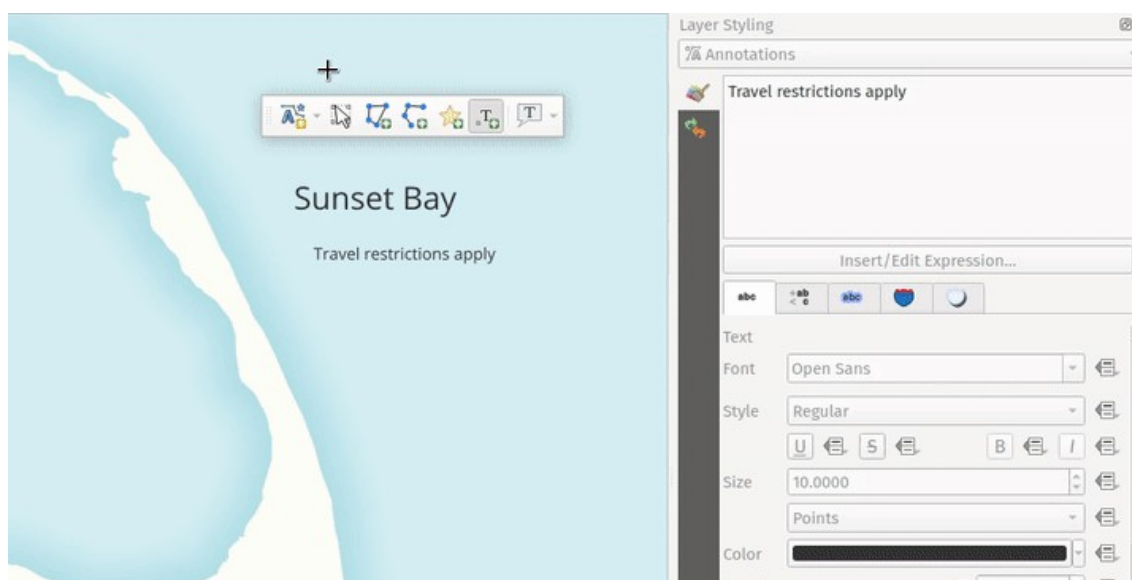 Layer Styling
Annotations
Travel restrictions apply
Sunset Bay
Travel restrictions apply
Insert/Edit Expression...
abc
+ab
< c
abc
Text
Font
Open Sans
Style
Regular
U
S
B
I
Size
10.0000
Points
Color